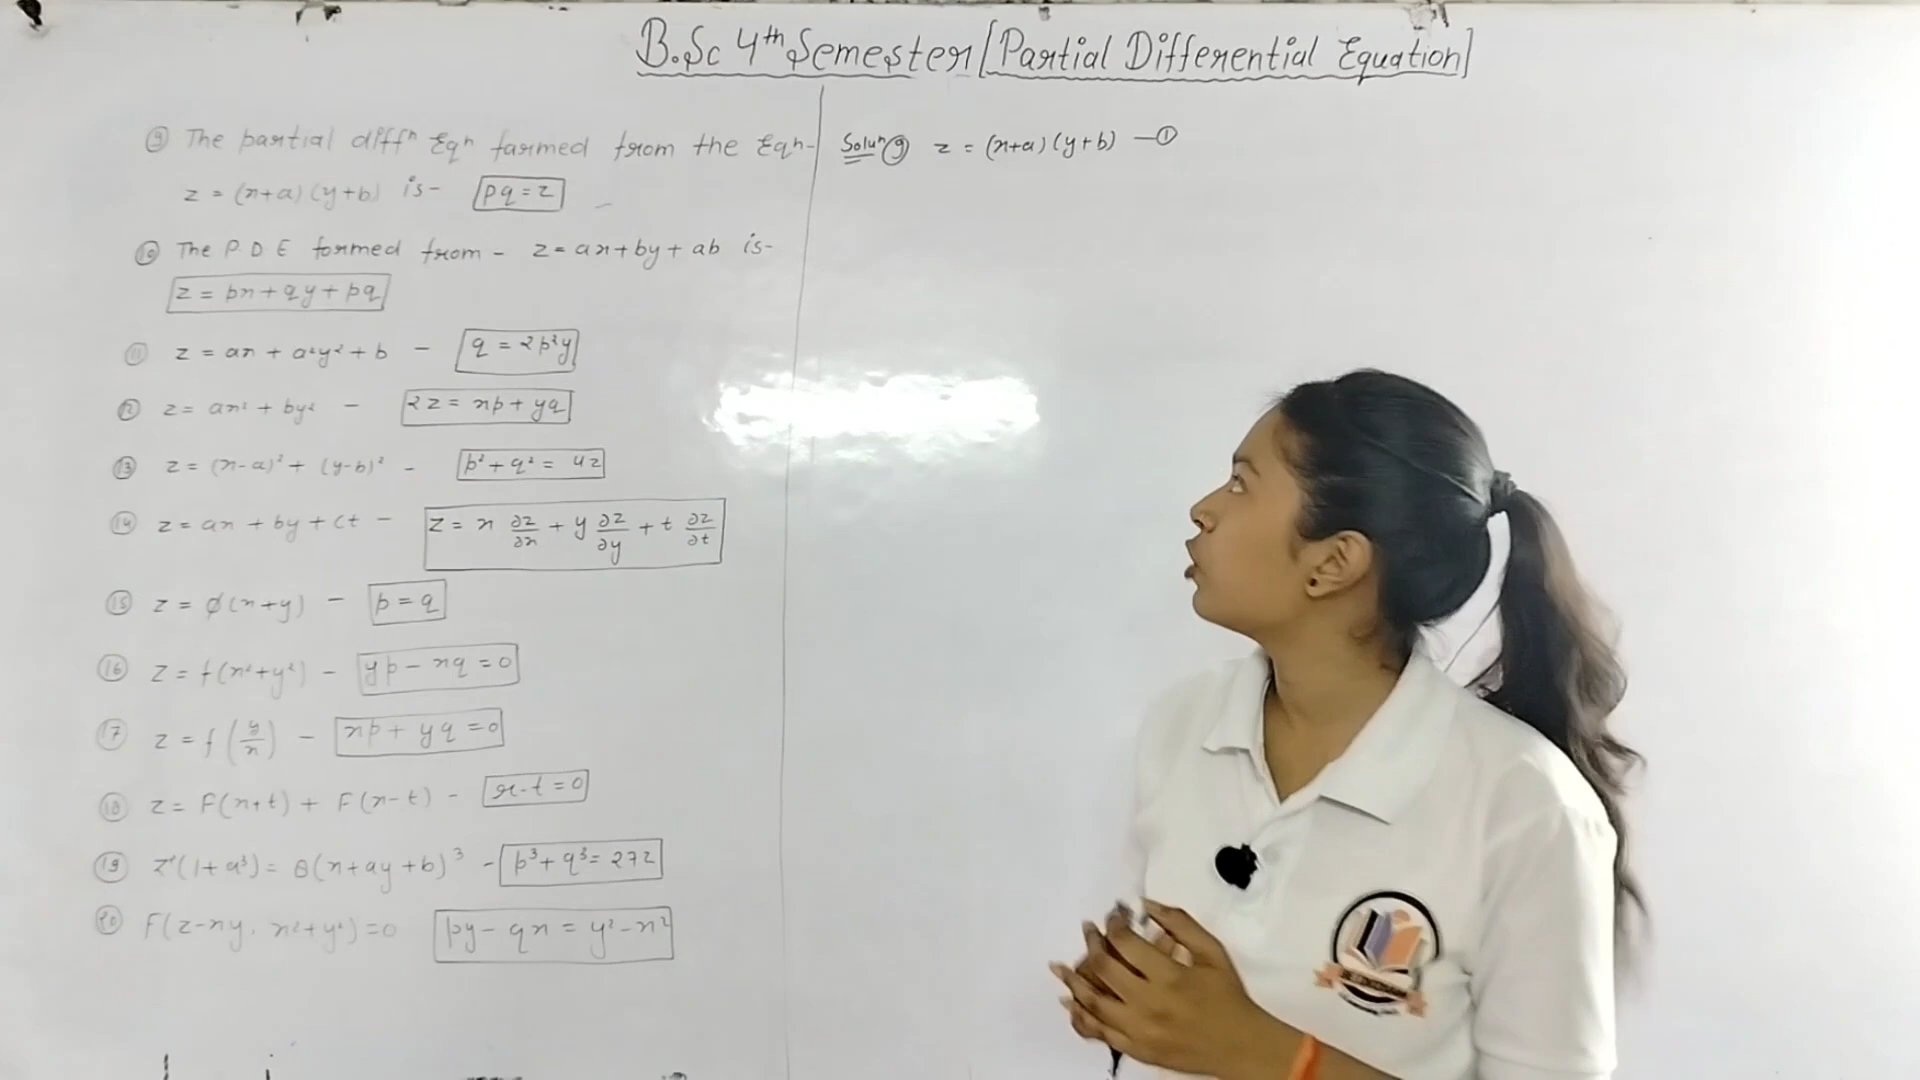 B.Sc 4th Semester [Partial Differential Equation]
⑨ The partial diffⁿ Eqⁿ farmed from the Eqn-
z = (x+a)(y+b) is- pq = z
⑩ The P.D.E formed from - z = ax + by + ab is-
z = px + qy + pq
⑪ z = ax + a²y² + b - q = 2p²y
⑫ z = ax² + by² - 2z = xp + yq
⑬ z = (x-a)² + (y-b)² - p² + q² = 4z
⑭ z = ax + by + ct - z = x ∂z/∂x + y ∂z/∂y + t ∂z/∂t
⑮ z = ϕ(x+y) - p = q
⑯ z = f(x²+y²) - yp - xq = 0
⑰ z = f(y/x) - xp + yq = 0
⑱ z = F(x+t) + F(x-t) - r-t = 0
⑲ (1+a³) = 8(x+ay+b)³ - p³ + q³ = 27z
⑳ F(z-xy, x²+y²) = 0 py - qx = y² - x²
Soluⁿ ⑨ z = (x+a)(y+b) —①